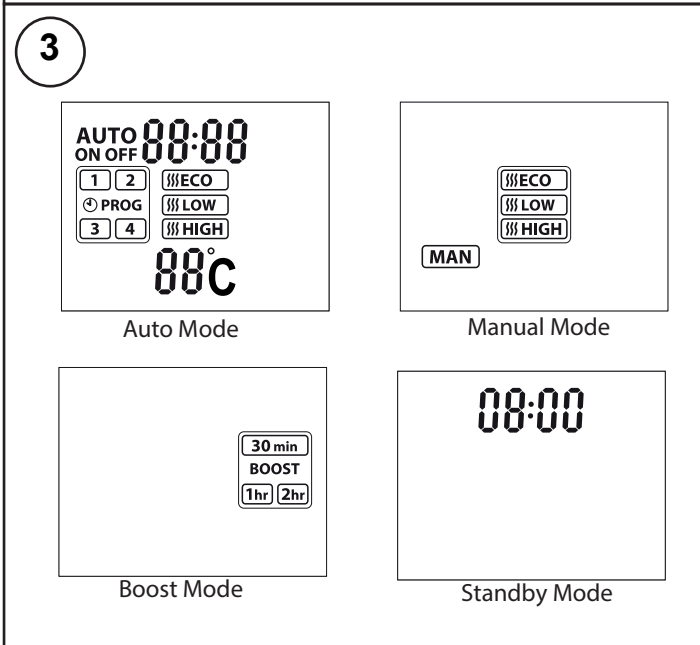 3
AUTO 88:88
ON OFF
1 2 ECO
PROG LOW
3 4 HIGH
88°C
Auto Mode
ECO
LOW
HIGH
MAN
Manual Mode
30 min
BOOST
1hr 2hr
Boost Mode
08:00
Standby Mode